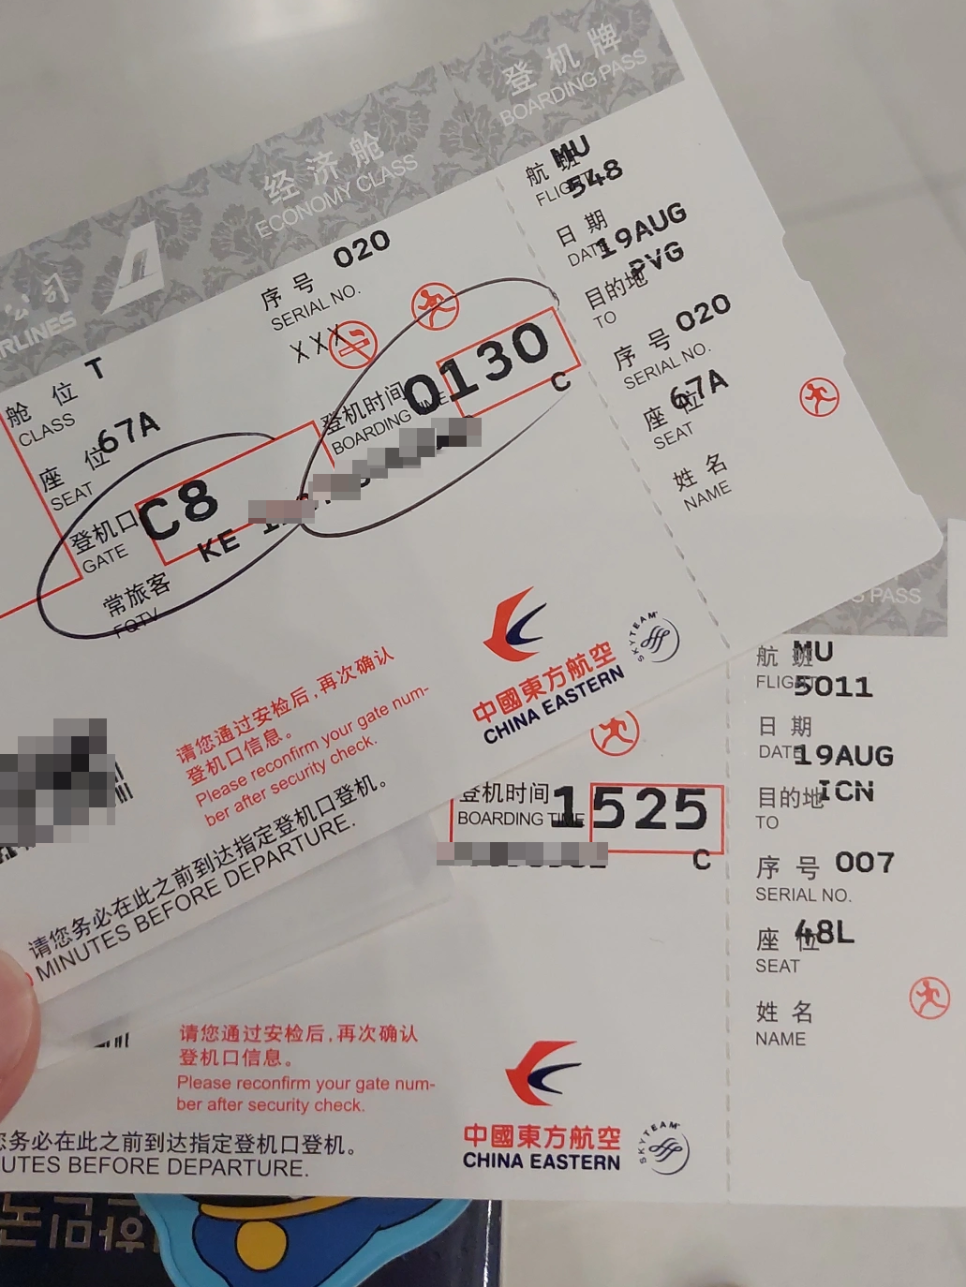 登机牌
BOARDING PASS
经济舱
ECONOMY CLASS
公司
RLINES
序号 020
SERIAL NO.
XXX
舱位 T
CLASS
座位 67A
SEAT
登机时间 0130
BOARDING TIME
C
登机口 C8
GATE
KE
常旅客
FQTV
请您通过安检后,再次确认
登机口信息。
Please reconfirm your gate num-
ber after security check.
请您务必在此之前到达指定登机口登机。
MINUTES BEFORE DEPARTURE.
中國東方航空
CHINA EASTERN
SKYTEAM
航班 MU
FLIGHT 548
日期
DATE 19AUG
目的地 PVG
TO
序号 020
SERIAL NO.
座位 67A
SEAT
姓名
NAME
S PASS
航班 MU
FLIGHT 5011
日期
DATE 19AUG
目的地 ICN
TO
序号 007
SERIAL NO.
座位 48L
SEAT
姓名
NAME
登机时间 1525
BOARDING TIME
C
请您通过安检后,再次确认
登机口信息。
Please reconfirm your gate num-
ber after security check.
您务必在此之前到达指定登机口登机。
UTES BEFORE DEPARTURE.
中國東方航空
CHINA EASTERN
SKYTEAM
한민국